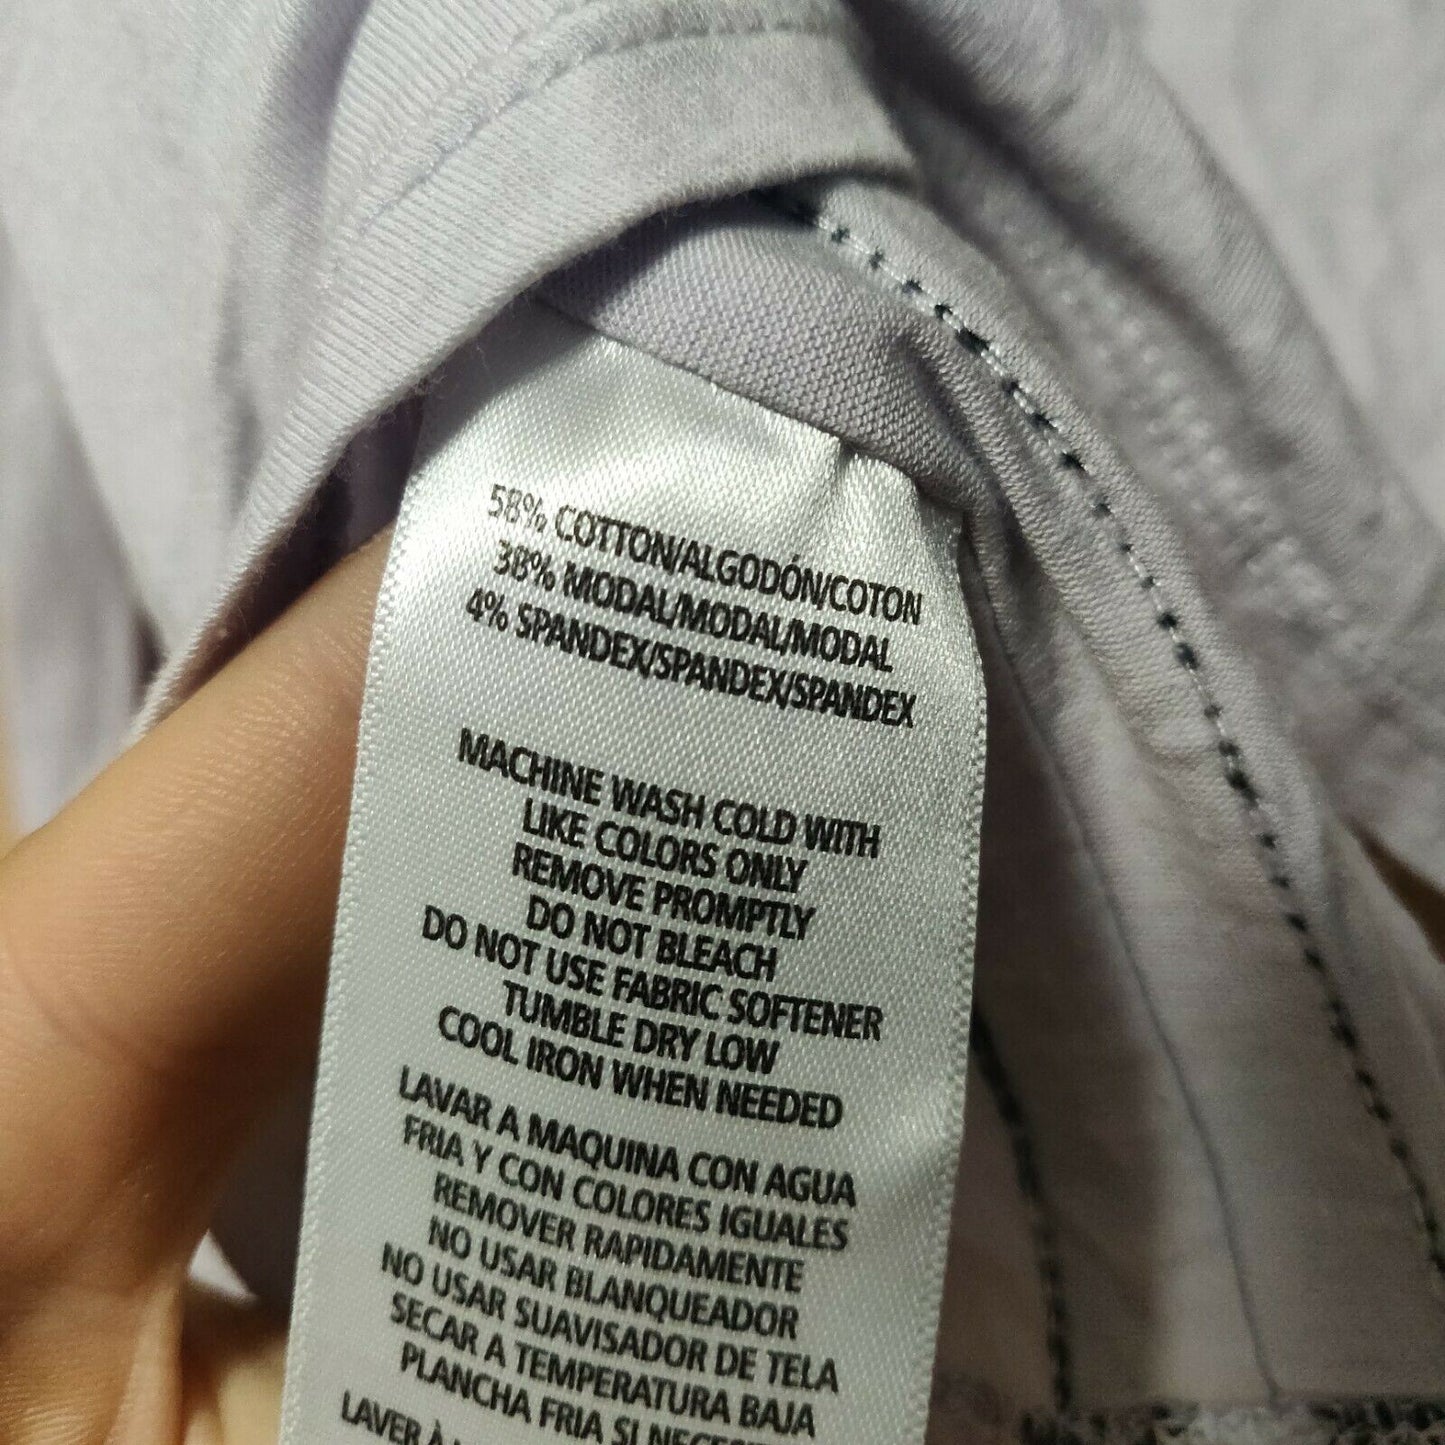 58% COTTON/ALGODÓN/COTON
38% MODAL/MODAL/MODAL
4% SPANDEX/SPANDEX/SPANDEX
MACHINE WASH COLD WITH
LIKE COLORS ONLY
REMOVE PROMPTLY
DO NOT BLEACH
DO NOT USE FABRIC SOFTENER
TUMBLE DRY LOW
COOL IRON WHEN NEEDED
LAVAR A MAQUINA CON AGUA
FRIA Y CON COLORES IGUALES
REMOVER RAPIDAMENTE
NO USAR BLANQUEADOR
NO USAR SUAVISADOR DE TELA
SECAR A TEMPERATURA BAJA
PLANCHA FRIA SI
LAVER À